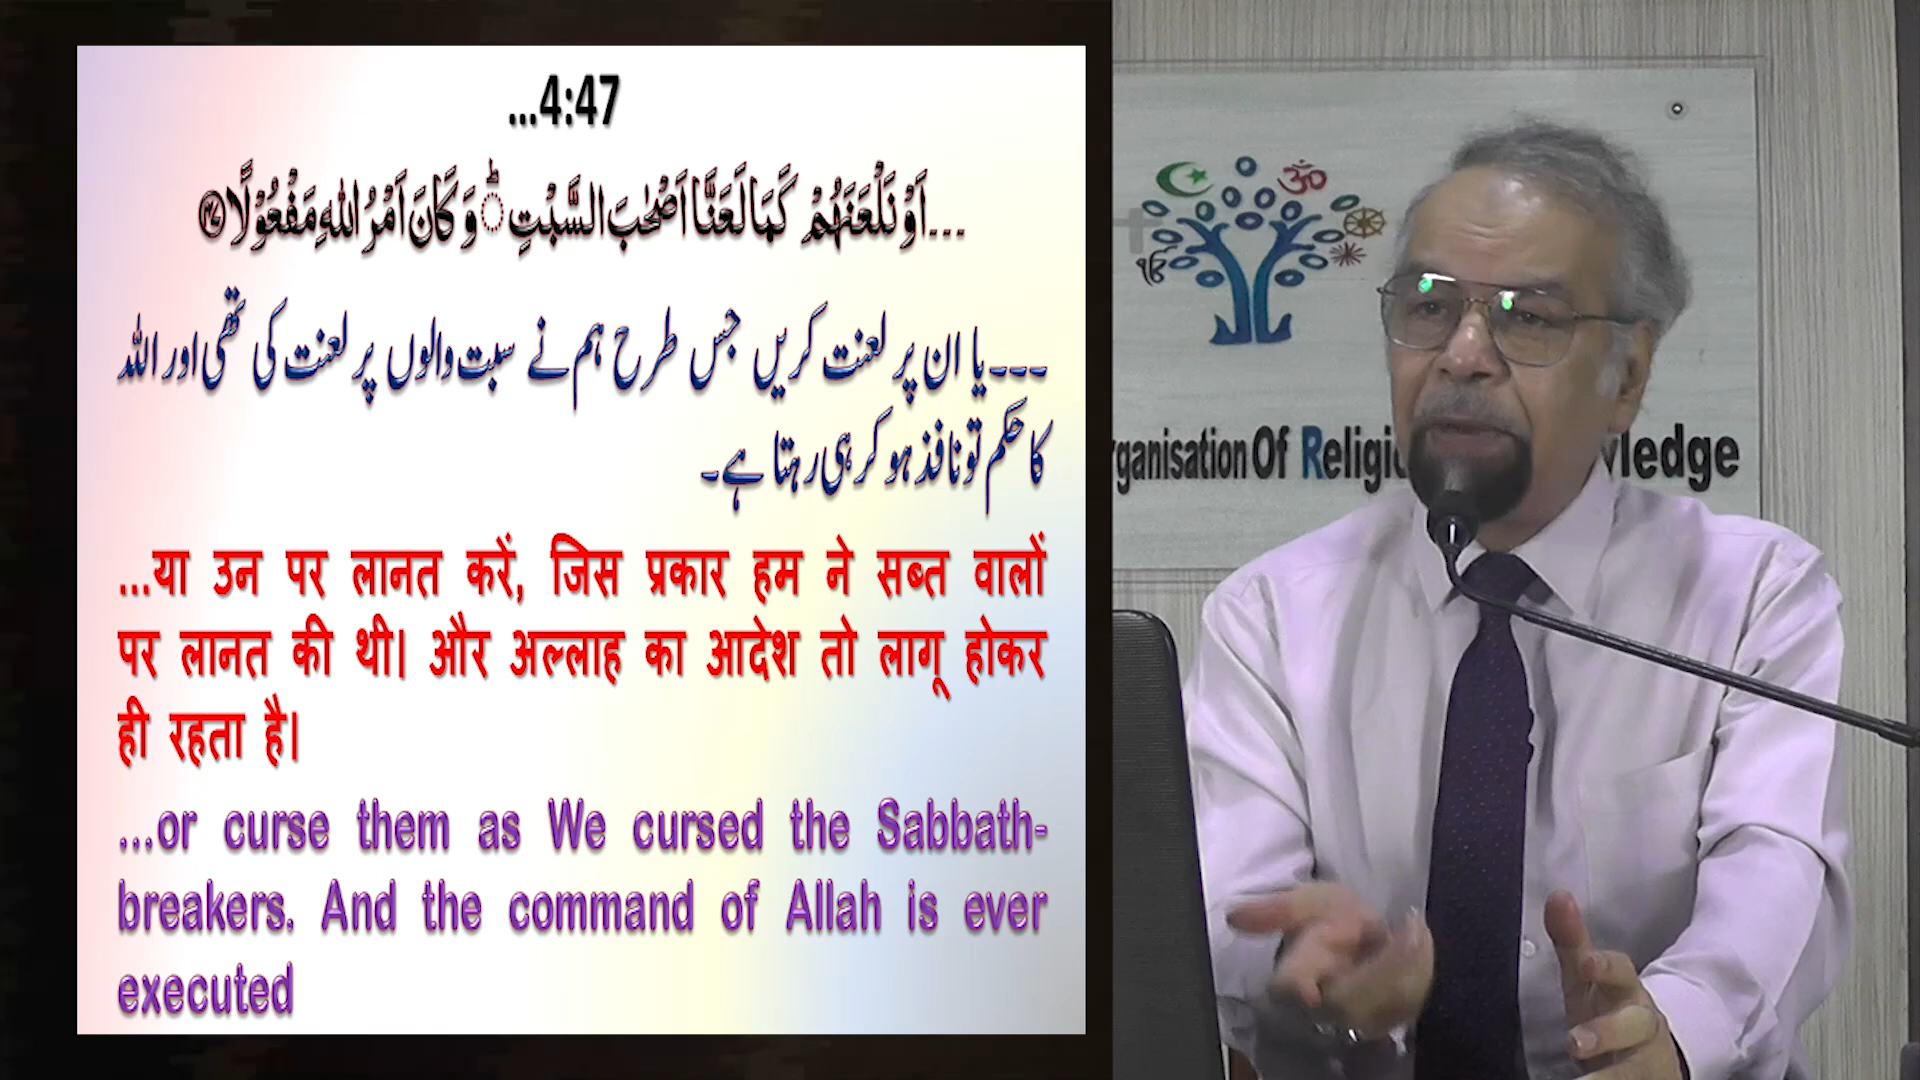 ...4:47
...اَوْ نَلْعَنَهُمْ كَمَا لَعَنَّا اَصْحٰبَ السَّبْتِ ؕ وَ كَانَ اَمْرُ اللّٰهِ مَفْعُوْلًا ﴿۴۷﴾
---یا ان پر لعنت کریں جس طرح ہم نے سبت والوں پر لعنت کی تھی اور اللہ
کا حکم تو نافذ ہو کر ہی رہتا ہے۔
...या उन पर लानत करें, जिस प्रकार हम ने सब्त वालों
पर लानत की थी। और अल्लाह का आदेश तो लागू होकर
ही रहता है।
...or curse them as We cursed the Sabbath-
breakers. And the command of Allah is ever
executed
rganisation Of Religio wledge